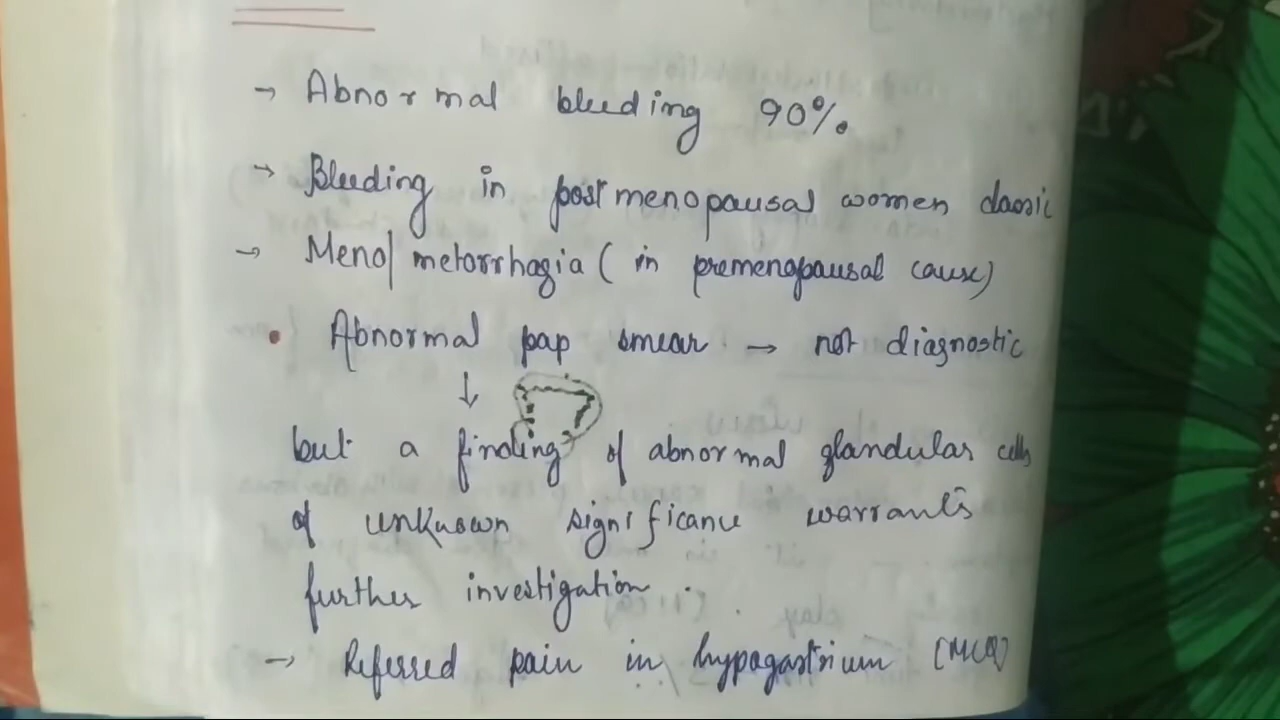 → Abnormal bleeding 90%.
→ Bleeding in postmenopausal women classic
→ Meno/metorrhagia (in premenopausal cause)
• Abnormal pap smear → not diagnostic
↓
but a finding of abnormal glandular cells
of unknown significance warrants
further investigation.
→ Referred pain in hypogastrium [MCQ]